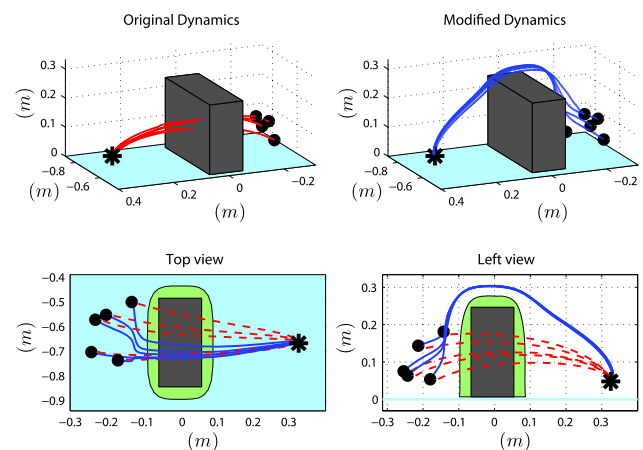 Original Dynamics
Modified Dynamics
0.3
0.2
0.1
0
(m)
−0.8
−0.6
(m)
0.4
0.2
0
−0.2
(m)
0.3
0.2
0.1
0
(m)
−0.8
−0.6
(m)
0.4
0.2
0
−0.2
(m)
Top view
Left view
−0.4
−0.5
−0.6
−0.7
−0.8
−0.9
(m)
−0.3 −0.2 −0.1 0 0.1 0.2 0.3
(m)
0.3
0.2
0.1
0
(m)
−0.3 −0.2 −0.1 0 0.1 0.2 0.3
(m)